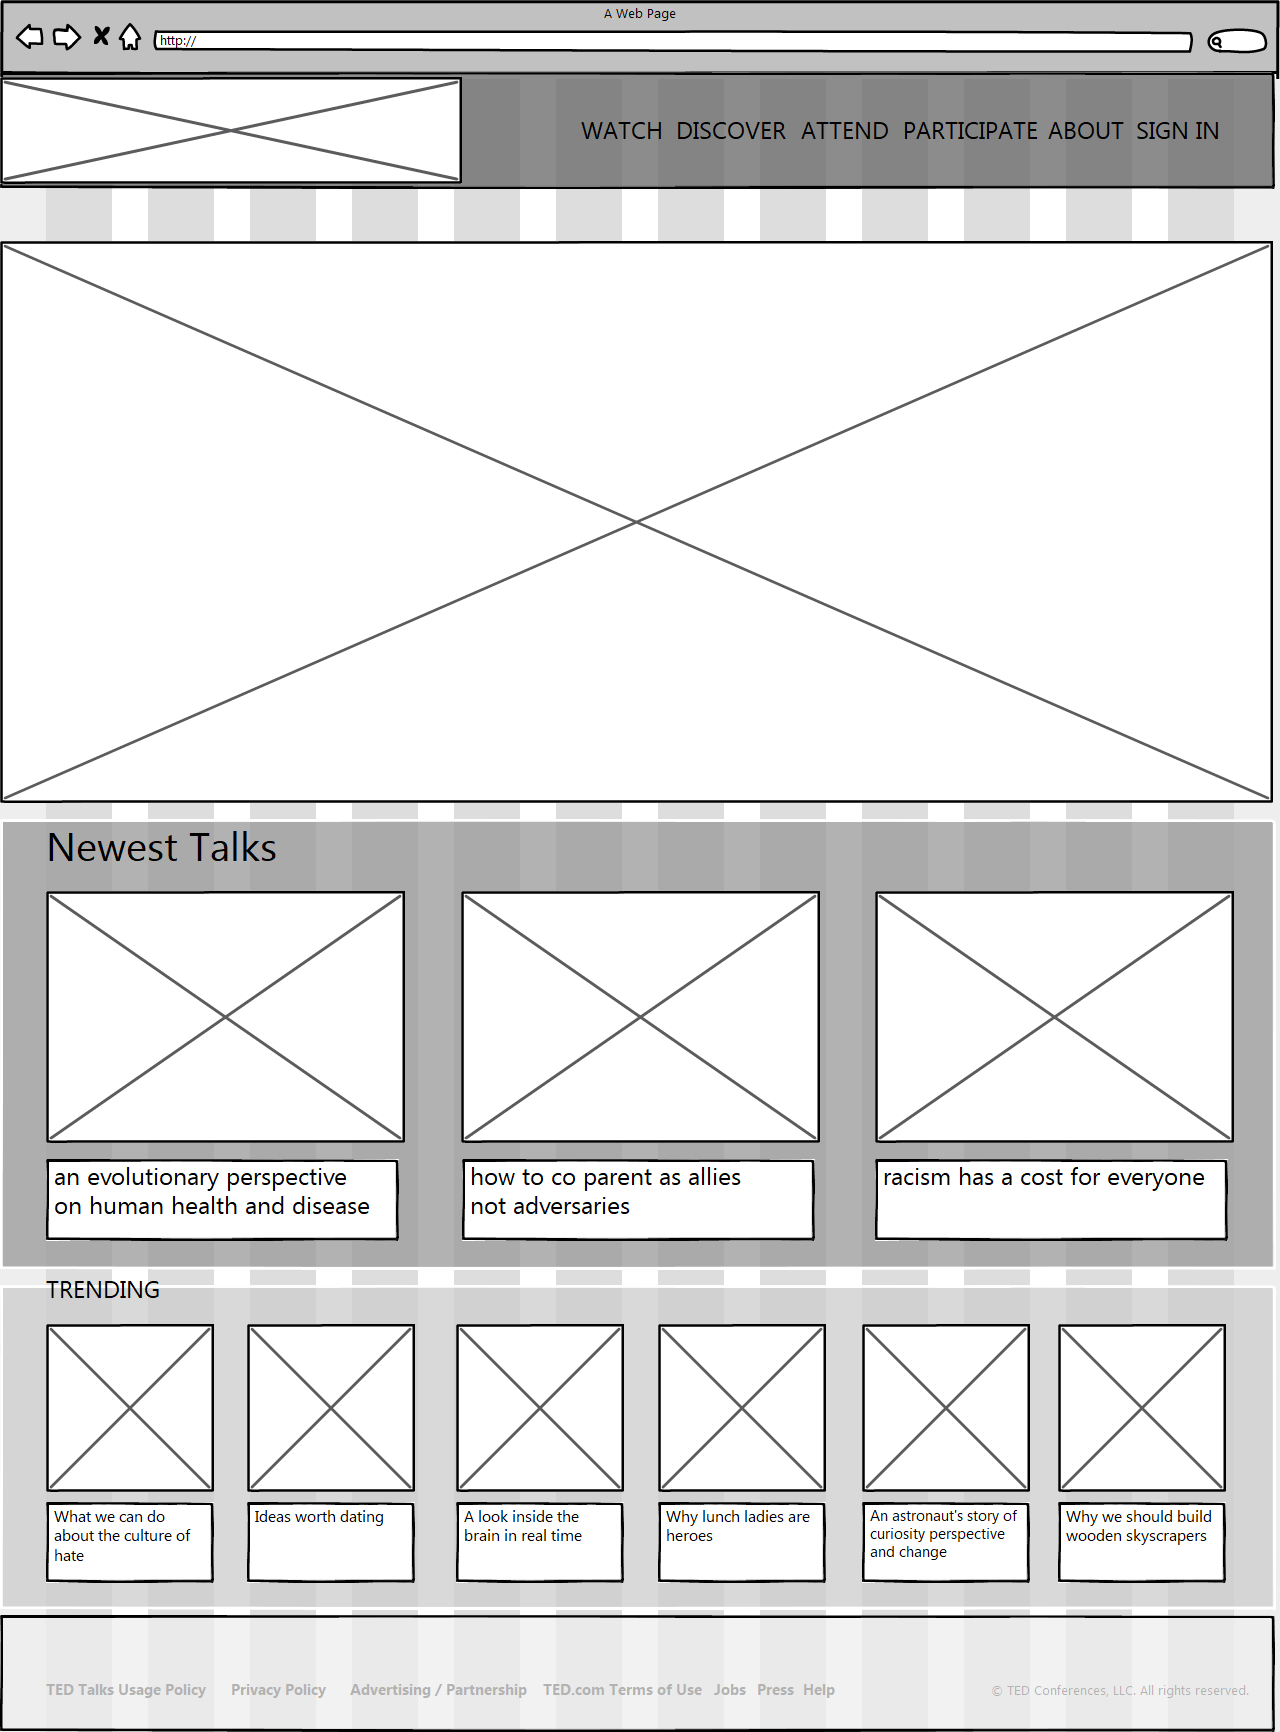 A Web Page
http://
WATCH DISCOVER ATTEND PARTICIPATE ABOUT SIGN IN
Newest Talks
an evolutionary perspective
on human health and disease
how to co parent as allies
not adversaries
racism has a cost for everyone
TRENDING
What we can do
about the culture of
hate
Ideas worth dating
A look inside the
brain in real time
Why lunch ladies are
heroes
An astronaut's story of
curiosity perspective
and change
Why we should build
wooden skyscrapers
TED Talks Usage Policy Privacy Policy Advertising / Partnership TED.com Terms of Use Jobs Press Help
© TED Conferences, LLC. All rights reserved.